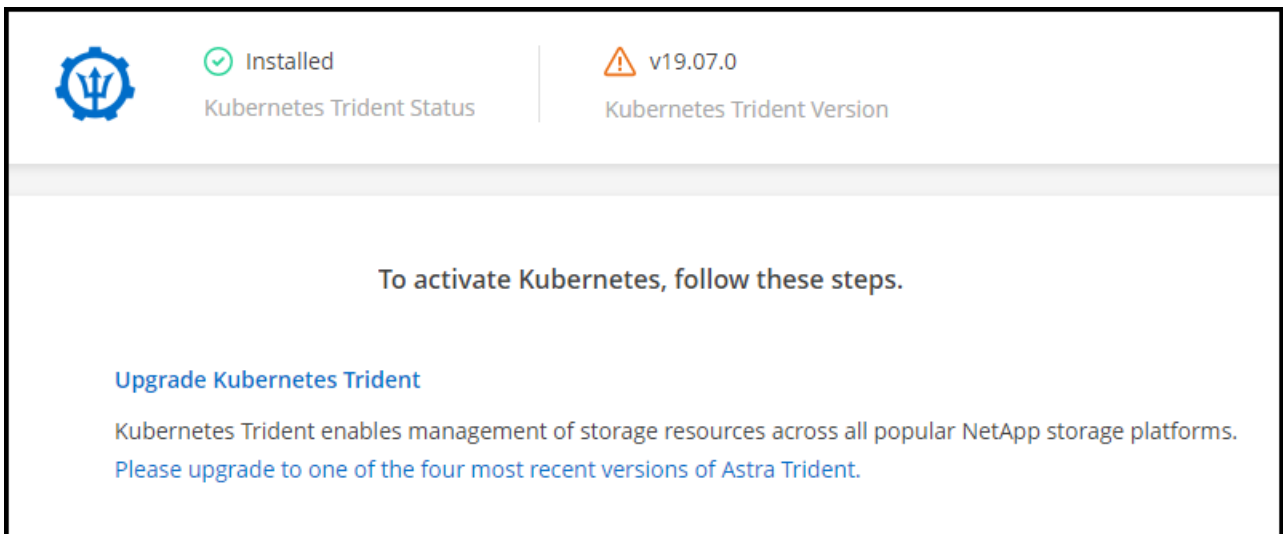 Installed
Kubernetes Trident Status
v19.07.0
Kubernetes Trident Version
To activate Kubernetes, follow these steps.
Upgrade Kubernetes Trident
Kubernetes Trident enables management of storage resources across all popular NetApp storage platforms.
Please upgrade to one of the four most recent versions of Astra Trident.